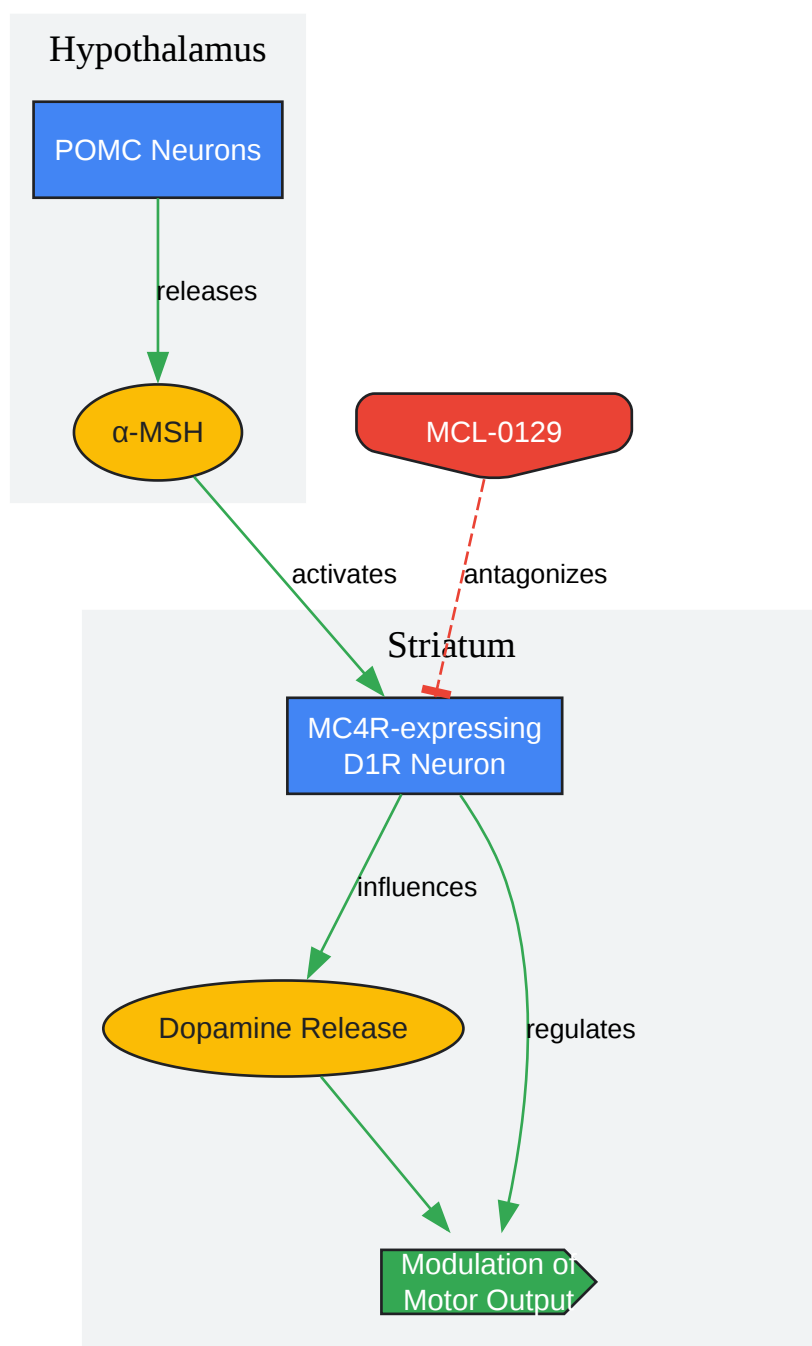 Hypothalamus
POMC Neurons
releases
α-MSH
MCL-0129
activates
antagonizes
Striatum
MC4R-expressing
D1R Neuron
influences
Dopamine Release
regulates
Modulation of
Motor Output